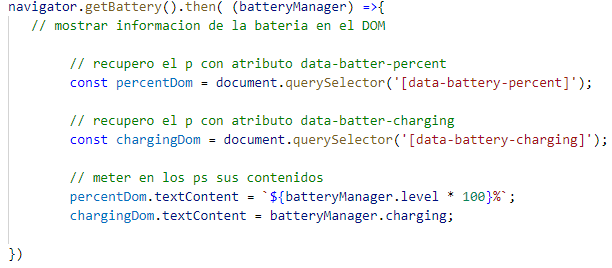 navigator.getBattery().then( (batteryManager) =>{
// mostrar informacion de la bateria en el DOM
// recupero el p con atributo data-batter-percent
const percentDom = document.querySelector('[data-battery-percent]');
// recupero el p con atributo data-batter-charging
const chargingDom = document.querySelector('[data-battery-charging]');
// meter en los ps sus contenidos
percentDom.textContent = `${batteryManager.level * 100}%`;
chargingDom.textContent = batteryManager.charging;
})